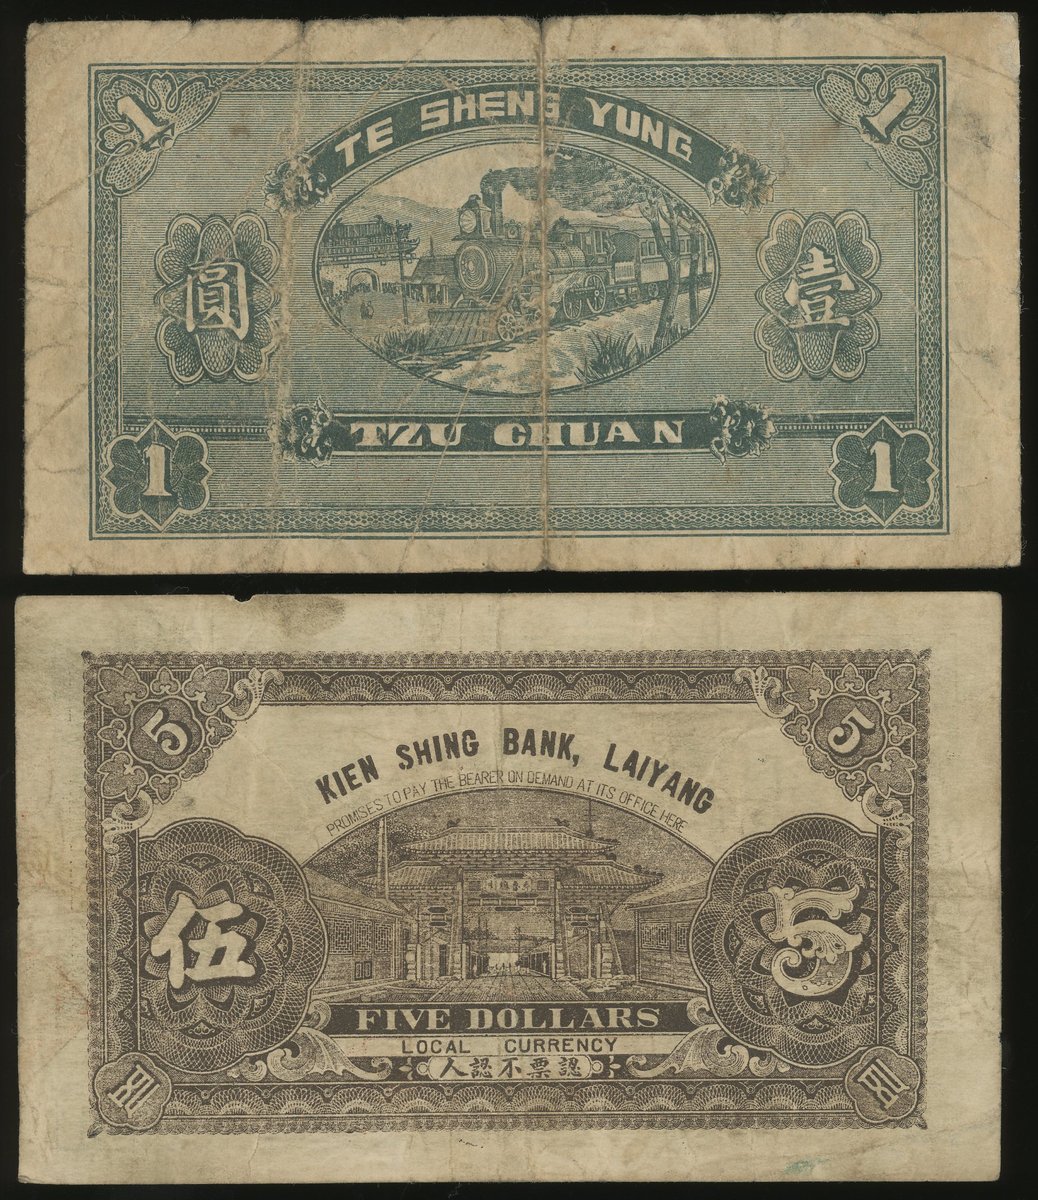 1 1
TE SHENG YUNG
壹圓
TZU CHUAN
1 1
5 5
KIEN SHING BANK, LAIYANG
PROMISES TO PAY THE BEARER ON DEMAND AT ITS OFFICE HERE
伍 5
FIVE DOLLARS
LOCAL CURRENCY
認票不認人